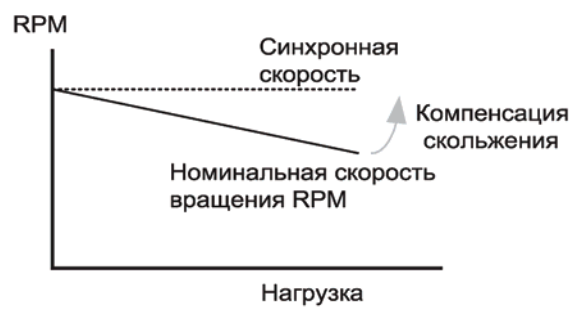 RPM
Синхронная
скорость
Компенсация
скольжения
Номинальная скорость
вращения RPM
Нагрузка